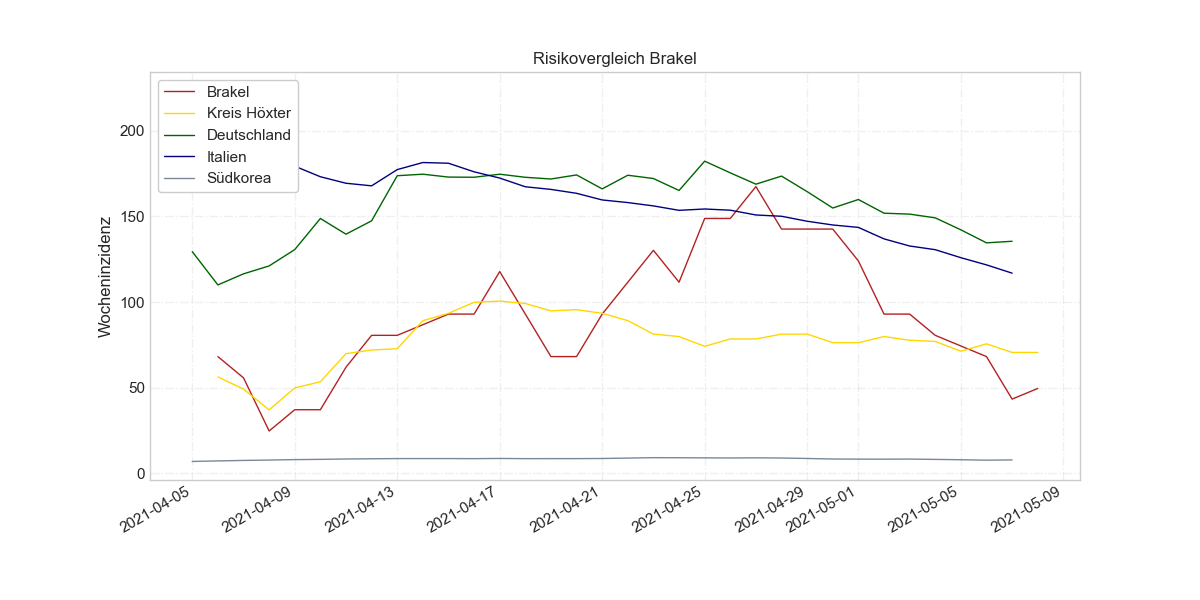 Risikovergleich Brakel
Brakel
Kreis Höxter
Deutschland
Italien
Südkorea
Wocheninzidenz
200
150
100
50
0
2021-04-05
2021-04-09
2021-04-13
2021-04-17
2021-04-21
2021-04-25
2021-04-29
2021-05-01
2021-05-05
2021-05-09